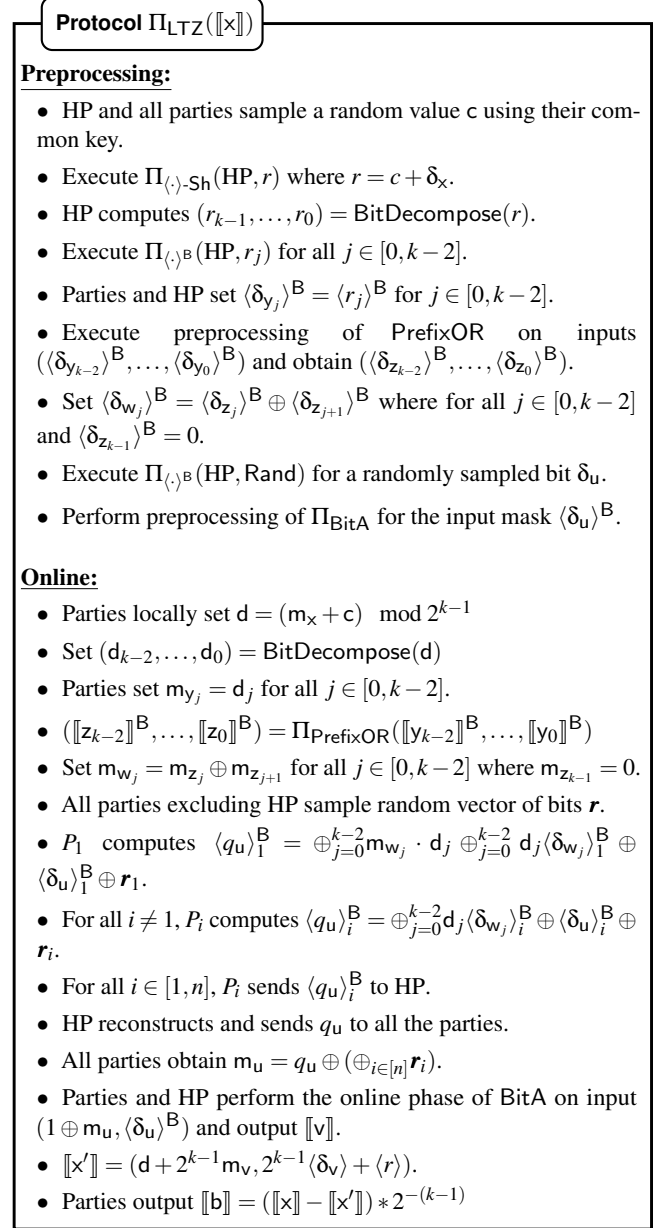 Protocol Π_LTZ(⟦x⟧)
Preprocessing:
• HP and all parties sample a random value c using their com-
mon key.
• Execute Π_⟨·⟩-Sh(HP, r) where r = c + δ_x.
• HP computes (r_{k−1}, …, r_0) = BitDecompose(r).
• Execute Π_⟨·⟩^B(HP, r_j) for all j ∈ [0, k − 2].
• Parties and HP set ⟨δ_{y_j}⟩^B = ⟨r_j⟩^B for j ∈ [0, k − 2].
• Execute preprocessing of PrefixOR on inputs
(⟨δ_{y_{k−2}}⟩^B, …, ⟨δ_{y_0}⟩^B) and obtain (⟨δ_{z_{k−2}}⟩^B, …, ⟨δ_{z_0}⟩^B).
• Set ⟨δ_{w_j}⟩^B = ⟨δ_{z_j}⟩^B ⊕ ⟨δ_{z_{j+1}}⟩^B where for all j ∈ [0, k − 2]
and ⟨δ_{z_{k−1}}⟩^B = 0.
• Execute Π_⟨·⟩^B(HP, Rand) for a randomly sampled bit δ_u.
• Perform preprocessing of Π_BitA for the input mask ⟨δ_u⟩^B.
Online:
• Parties locally set d = (m_x + c) mod 2^{k−1}
• Set (d_{k−2}, …, d_0) = BitDecompose(d)
• Parties set m_{y_j} = d_j for all j ∈ [0, k − 2].
• (⟦z_{k−2}⟧^B, …, ⟦z_0⟧^B) = Π_PrefixOR(⟦y_{k−2}⟧^B, …, ⟦y_0⟧^B)
• Set m_{w_j} = m_{z_j} ⊕ m_{z_{j+1}} for all j ∈ [0, k − 2] where m_{z_{k−1}} = 0.
• All parties excluding HP sample random vector of bits r.
• P_1 computes ⟨q_u⟩_1^B = ⊕_{j=0}^{k−2} m_{w_j} · d_j ⊕_{j=0}^{k−2} d_j⟨δ_{w_j}⟩_1^B ⊕
⟨δ_u⟩_1^B ⊕ r_1.
• For all i ≠ 1, P_i computes ⟨q_u⟩_i^B = ⊕_{j=0}^{k−2} d_j⟨δ_{w_j}⟩_i^B ⊕ ⟨δ_u⟩_i^B ⊕
r_i.
• For all i ∈ [1, n], P_i sends ⟨q_u⟩_i^B to HP.
• HP reconstructs and sends q_u to all the parties.
• All parties obtain m_u = q_u ⊕ (⊕_{i∈[n]} r_i).
• Parties and HP perform the online phase of BitA on input
(1 ⊕ m_u, ⟨δ_u⟩^B) and output ⟦v⟧.
• ⟦x′⟧ = (d + 2^{k−1}m_v, 2^{k−1}⟨δ_v⟩ + ⟨r⟩).
• Parties output ⟦b⟧ = (⟦x⟧ − ⟦x′⟧) ∗ 2^{−(k−1)}